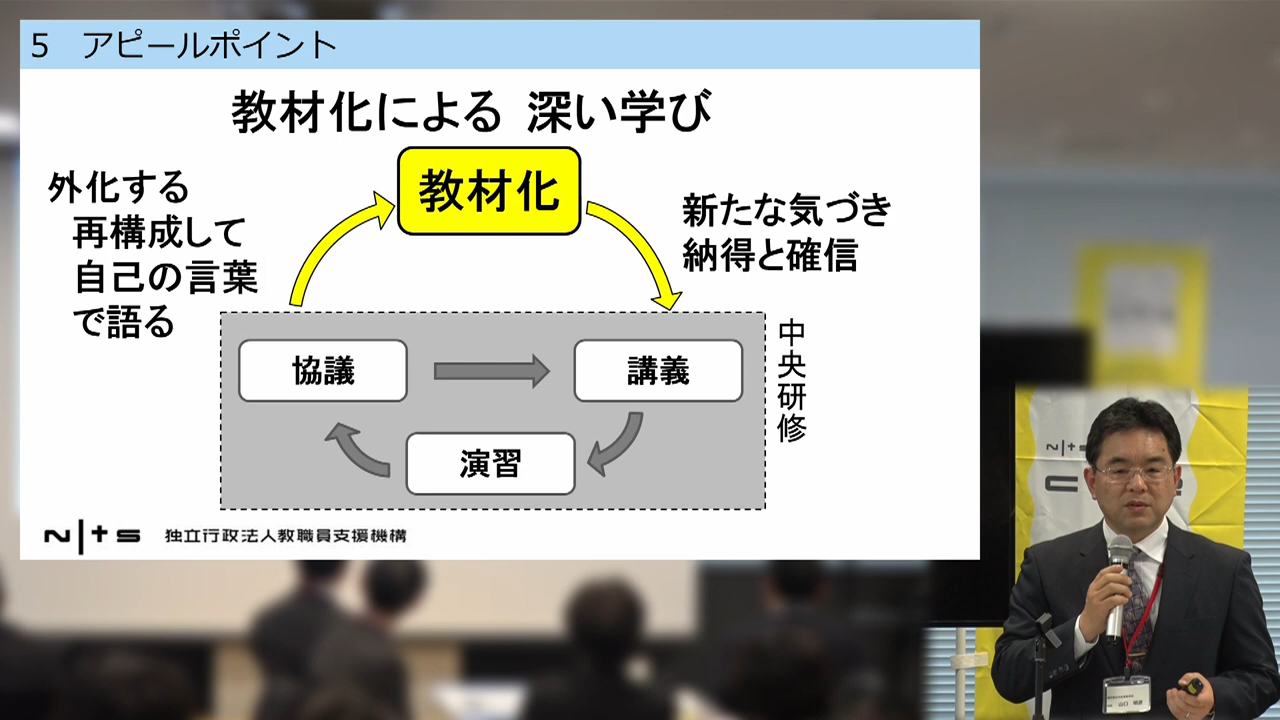 5　アピールポイント
教材化による 深い学び
教材化
外化する
再構成して
自己の言葉
で語る
新たな気づき
納得と確信
協議
講義
演習
中央研修
N|ts 独立行政法人教職員支援機構
N|ts